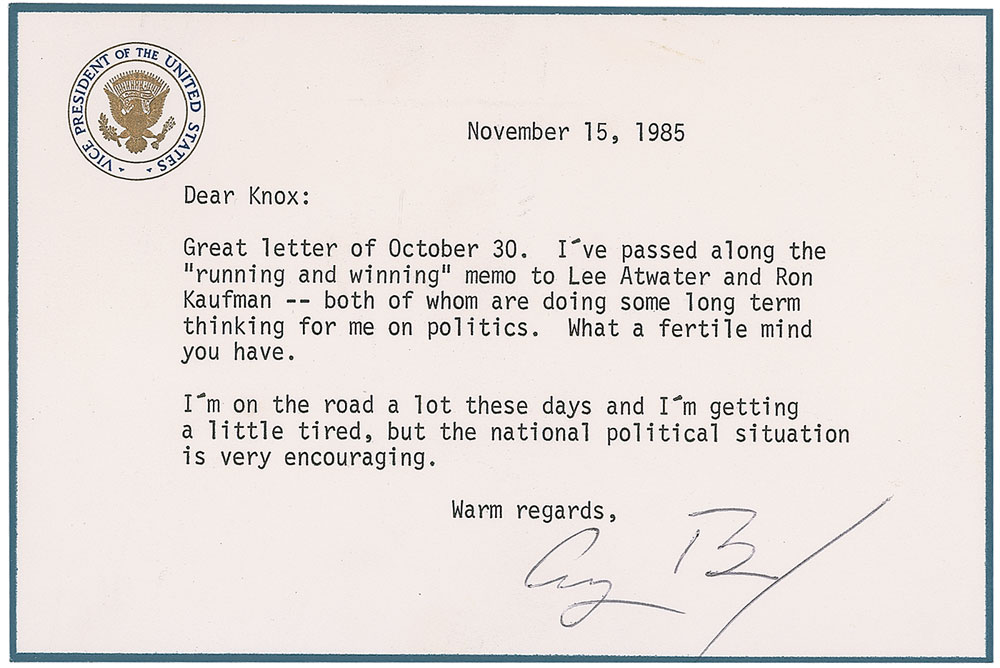 VICE PRESIDENT OF THE UNITED STATES
November 15, 1985
Dear Knox:
Great letter of October 30. I´ve passed along the
"running and winning" memo to Lee Atwater and Ron
Kaufman -- both of whom are doing some long term
thinking for me on politics. What a fertile mind
you have.
I´m on the road a lot these days and I´m getting
a little tired, but the national political situation
is very encouraging.
Warm regards,